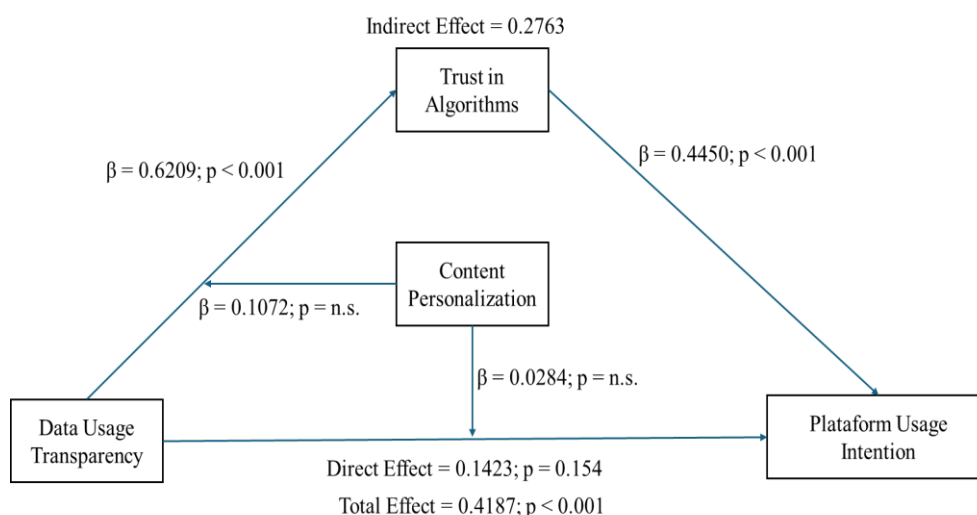 Indirect Effect = 0.2763
Trust in
Algorithms
β = 0.6209; p < 0.001
β = 0.4450; p < 0.001
Content
Personalization
β = 0.1072; p = n.s.
β = 0.0284; p = n.s.
Data Usage
Transparency
Plataform Usage
Intention
Direct Effect = 0.1423; p = 0.154
Total Effect = 0.4187; p < 0.001